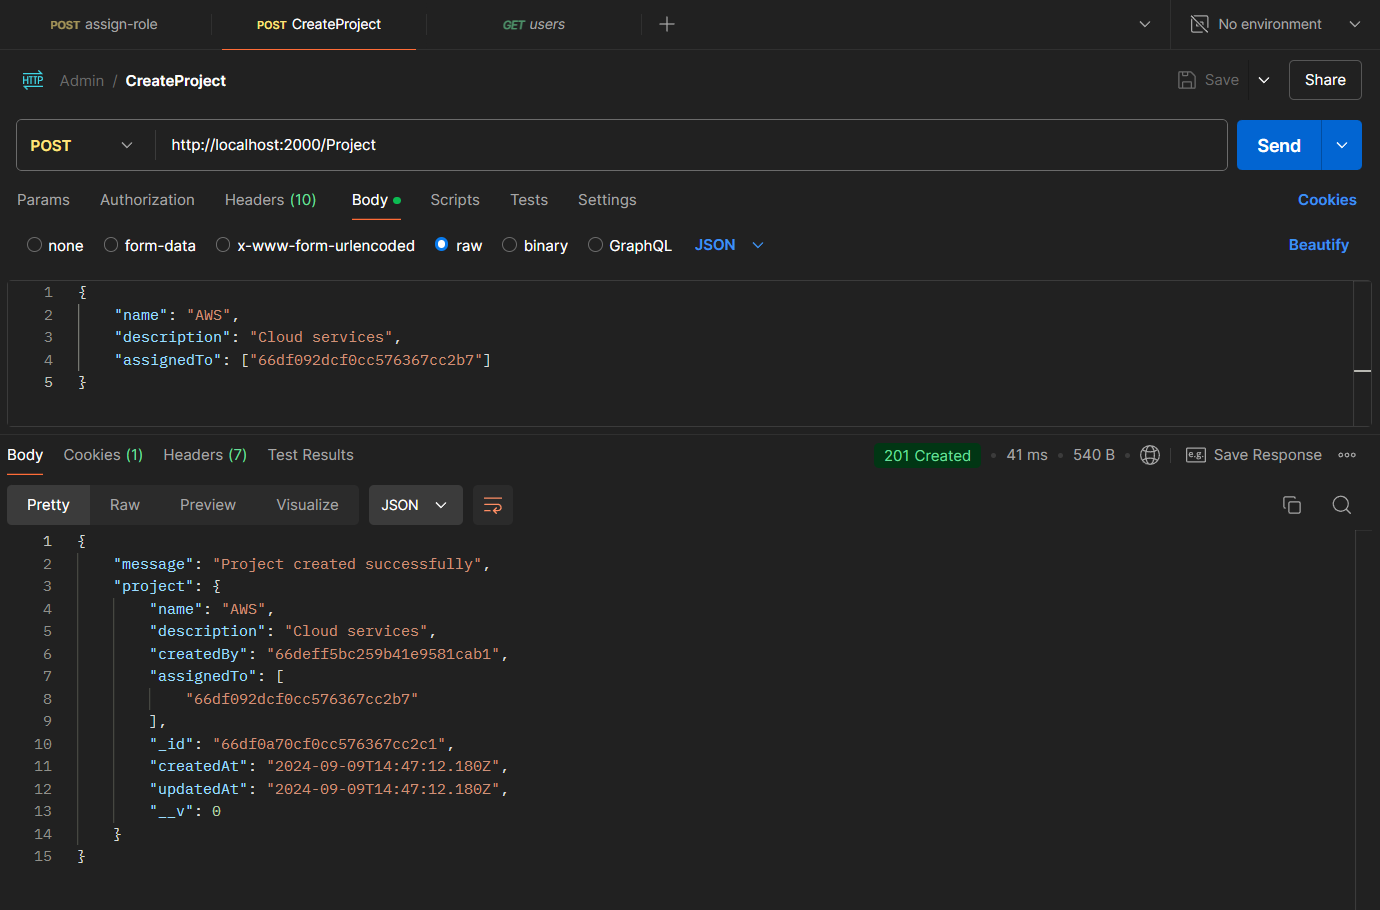 POST assign-role
POST CreateProject
GET users
No environment
HTTP Admin / CreateProject
Save
Share
POST
http://localhost:2000/Project
Send
Params
Authorization
Headers (10)
Body
Scripts
Tests
Settings
Cookies
none
form-data
x-www-form-urlencoded
raw
binary
GraphQL
JSON
Beautify
1 {
2 "name": "AWS",
3 "description": "Cloud services",
4 "assignedTo": ["66df092dcf0cc576367cc2b7"]
5 }
Body
Cookies (1)
Headers (7)
Test Results
201 Created
41 ms
540 B
e.g. Save Response
Pretty
Raw
Preview
Visualize
JSON
1 {
2 "message": "Project created successfully",
3 "project": {
4 "name": "AWS",
5 "description": "Cloud services",
6 "createdBy": "66deff5bc259b41e9581cab1",
7 "assignedTo": [
8 "66df092dcf0cc576367cc2b7"
9 ],
10 "_id": "66df0a70cf0cc576367cc2c1",
11 "createdAt": "2024-09-09T14:47:12.180Z",
12 "updatedAt": "2024-09-09T14:47:12.180Z",
13 "__v": 0
14 }
15 }